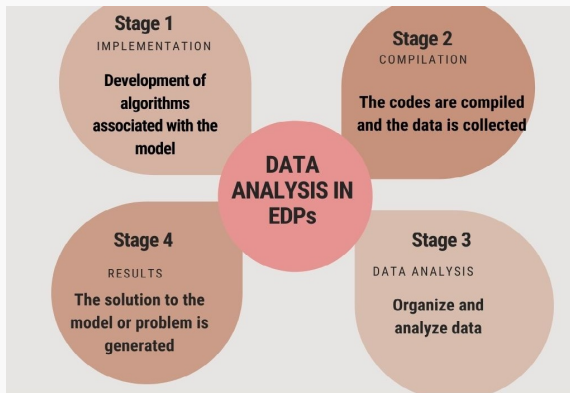 Stage 1
IMPLEMENTATION
Development of
algorithms
associated with the
model
Stage 2
COMPILATION
The codes are compiled
and the data is collected
DATA
ANALYSIS IN
EDPs
Stage 3
DATA ANALYSIS
Organize and
analyze data
Stage 4
RESULTS
The solution to the
model or problem is
generated